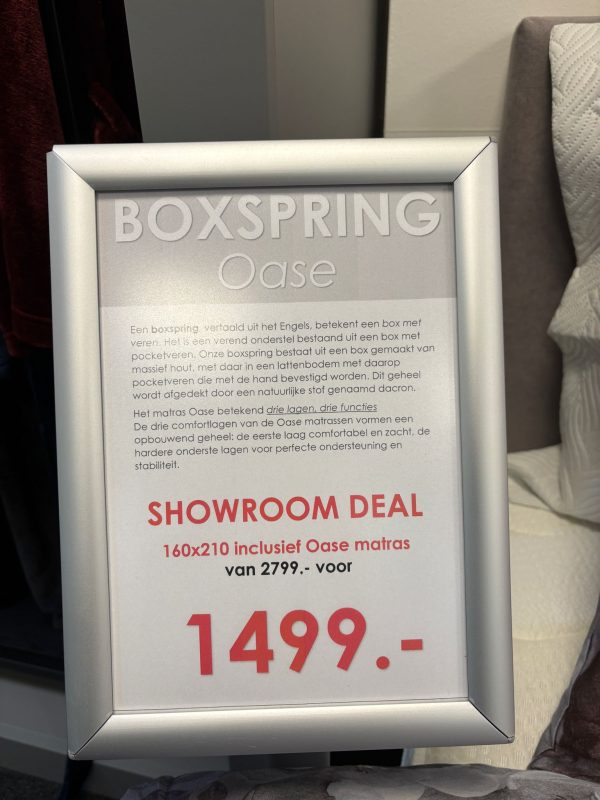 BOXSPRING
Oase
Een boxspring, vertaald uit het Engels, betekent een box met
veren. Het is een verend onderstel bestaand uit een box met
pocketveren. Onze boxspring bestaat uit een box gemaakt van
massief hout, met daar in een lattenbodem met daarop
pocketveren die met de hand bevestigd worden. Dit geheel
wordt afgedekt door een natuurlijke stof genaamd dacron.
Het matras Oase betekend drie lagen, drie functies
De drie comfortlagen van de Oase matrassen vormen een
opbouwend geheel: de eerste laag comfortabel en zacht, de
hardere onderste lagen voor perfecte ondersteuning en
stabiliteit.
SHOWROOM DEAL
160x210 inclusief Oase matras
van 2799.- voor
1499.-